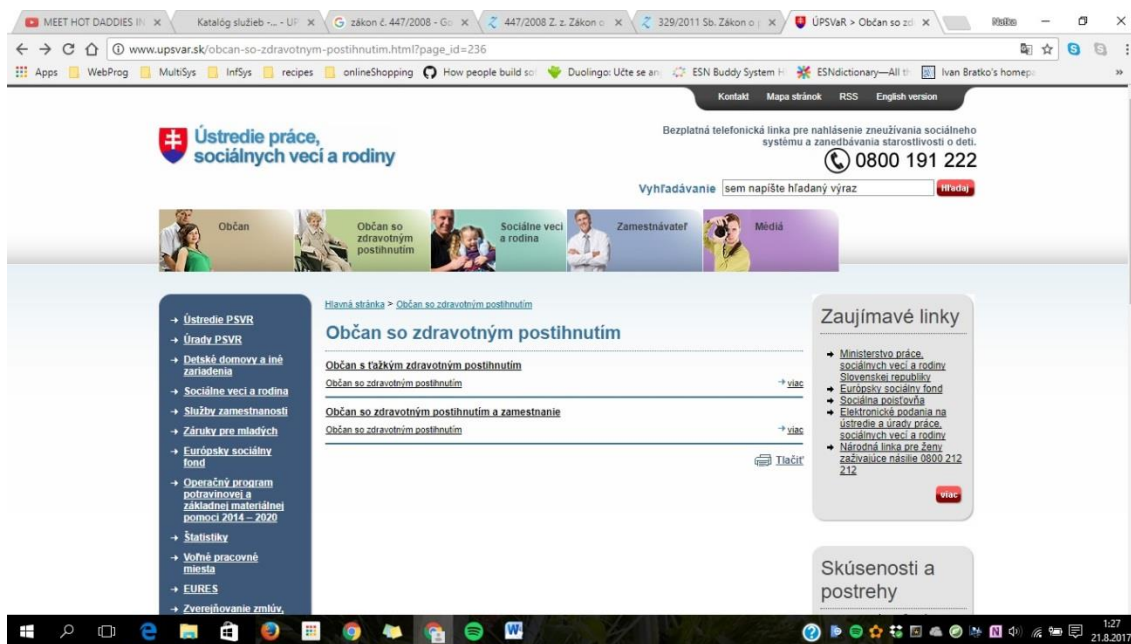 MEET HOT DADDIES IN
Katalóg služieb -... - UP
zákon č. 447/2008 - Go
447/2008 Z. z. Zákon o
329/2011 Sb. Zákon o p
ÚPSVaR > Občan so zd
www.upsvar.sk/obcan-so-zdravotnym-postihnutim.html?page_id=236
Apps WebProg MultiSys InfSys recipes onlineShopping How people build so Duolingo: Učte se an ESN Buddy System H ESNdictionary—All th Ivan Bratko's homep
Kontakt Mapa stránok RSS English version
Ústredie práce,
sociálnych vecí a rodiny
Bezplatná telefonická linka pre nahlásenie zneužívania sociálneho
systému a zanedbávania starostlivosti o deti.
0800 191 222
Vyhľadávanie sem napíšte hľadaný výraz Hľadaj
Občan
Občan so
zdravotným
postihnutím
Sociálne veci
a rodina
Zamestnávateľ
Médiá
Ústredie PSVR
Úrady PSVR
Detské domovy a iné
zariadenia
Sociálne veci a rodina
Služby zamestnanosti
Záruky pre mladých
Európsky sociálny
fond
Operačný program
potravinovej a
základnej materiálnej
pomoci 2014 – 2020
Štatistiky
Voľné pracovné
miesta
EURES
Zverejňovanie zmlúv,
Hlavná stránka > Občan so zdravotným postihnutím
Občan so zdravotným postihnutím
Občan s ťažkým zdravotným postihnutím
Občan so zdravotným postihnutím viac
Občan so zdravotným postihnutím a zamestnanie
Občan so zdravotným postihnutím viac
Tlačiť
Zaujímavé linky
Ministerstvo práce,
sociálnych vecí a rodiny
Slovenskej republiky
Európsky sociálny fond
Sociálna poisťovňa
Elektronické podania na
ústredie a úrady práce,
sociálnych vecí a rodiny
Národná linka pre ženy
zažívajúce násilie 0800 212
212
viac
Skúsenosti a
postrehy
1:27
21.8.2017